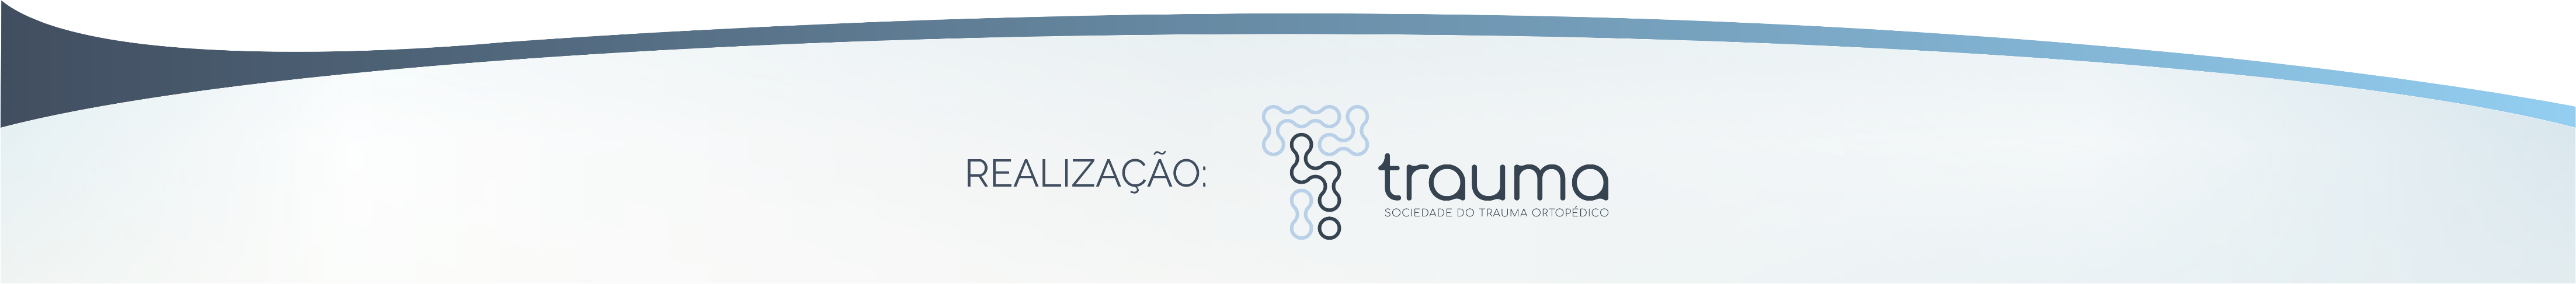 REALIZAÇÃO:
trauma
SOCIEDADE DO TRAUMA ORTOPÉDICO